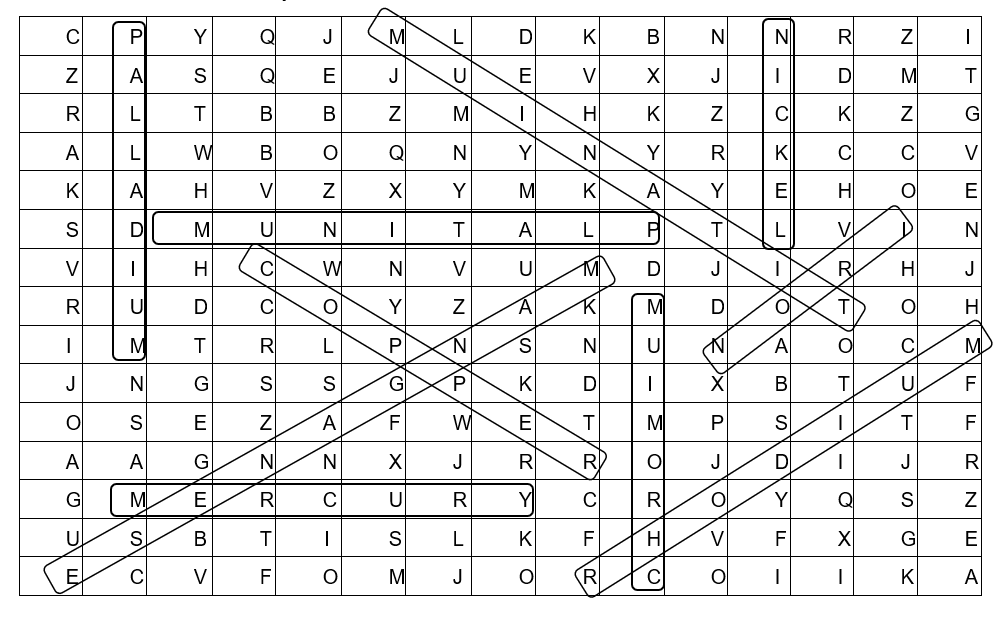 C P Y Q J M L D K B N N R Z I
Z A S Q E J U E V X J I D M T
R L T B B Z M I H K Z C K Z G
A L W B O Q N Y N Y R K C C V
K A H V Z X Y M K A Y E H O E
S D M U N I T A L P T L V I N
V I H C W N V U M D J I R H J
R U D C O Y Z A K M D O T O H
I M T R L P N S N U N A O C M
J N G S S G P K D I X B T U F
O S E Z A F W E T M P S I T F
A A G N N X J R R O J D I J R
G M E R C U R Y C R O Y Q S Z
U S B T I S L K F H V F X G E
E C V F O M J O R C O I I K A